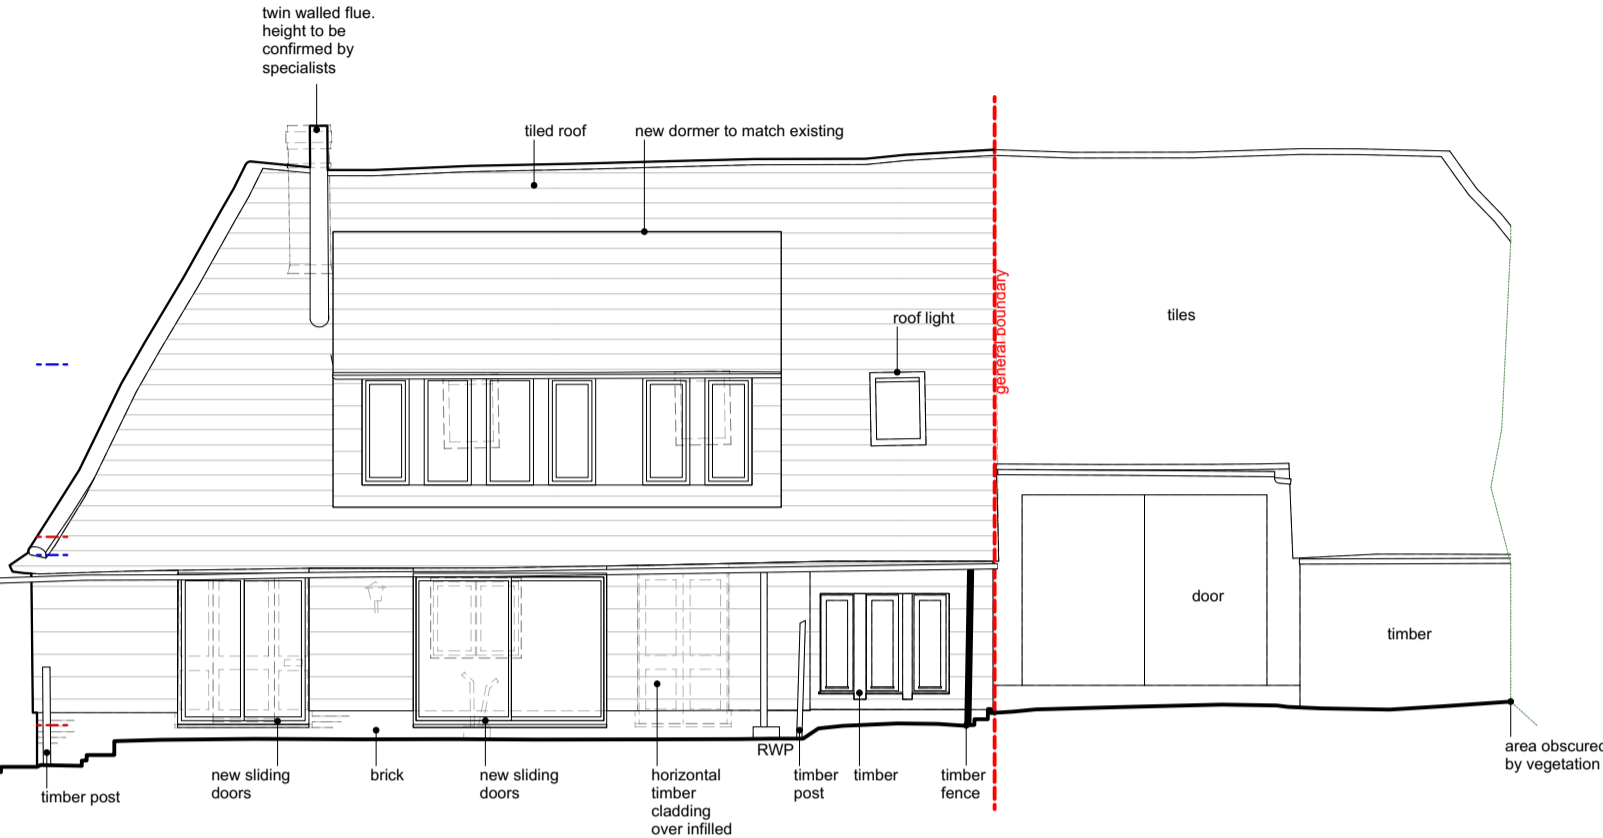 twin walled flue.
height to be
confirmed by
specialists
tiled roof
new dormer to match existing
roof light
general boundary
tiles
door
timber
RWP
timber post
new sliding
doors
brick
new sliding
doors
horizontal
timber
cladding
over infilled
timber
post
timber
timber
fence
area obscured
by vegetation